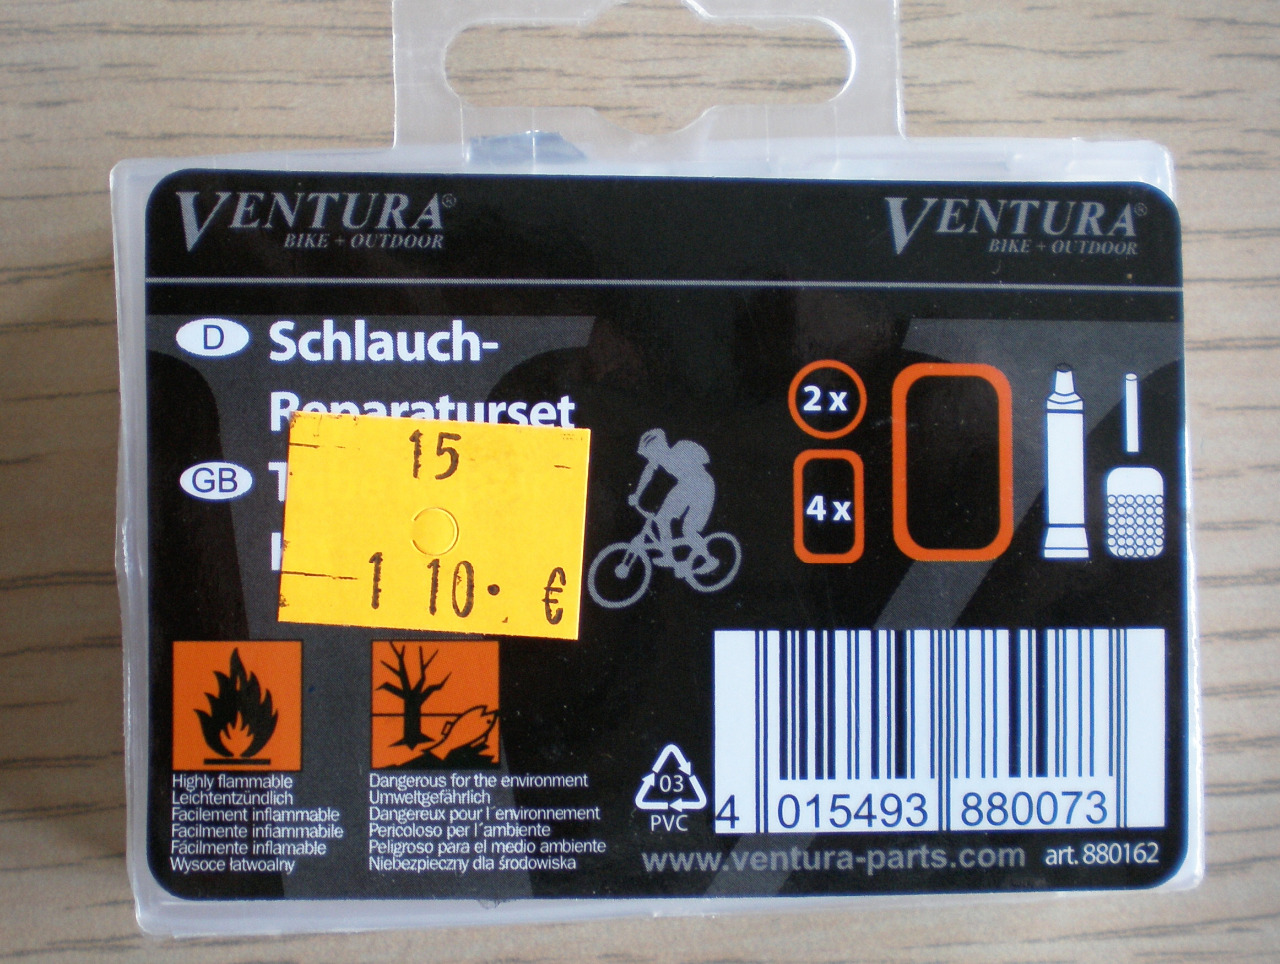 VENTURA®
BIKE + OUTDOOR
VENTURA®
BIKE + OUTDOOR
D
Schlauch-
Reparaturset
GB
15
1 10. €
2 x
4 x
Highly flammable
Leichtentzündlich
Facilement inflammable
Facilmente inflammabile
Fácilmente inflamable
Wysoce łatwoalny
Dangerous for the environment
Umweltgefährlich
Dangereux pour l´environnement
Pericoloso per l´ambiente
Peligroso para el medio ambiente
Niebezpieczny dla środowiska
03
PVC
4 015493 880073
www.ventura-parts.com
art. 880162